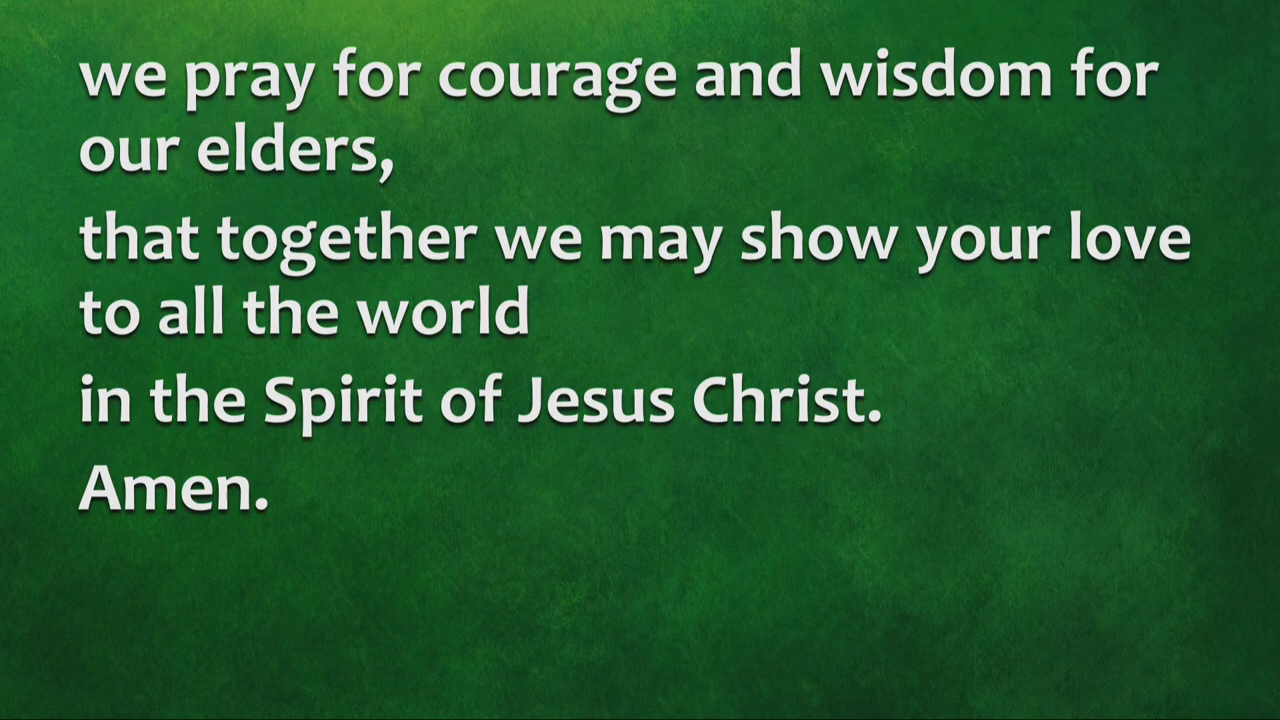 we pray for courage and wisdom for
our elders,
that together we may show your love
to all the world
in the Spirit of Jesus Christ.
Amen.